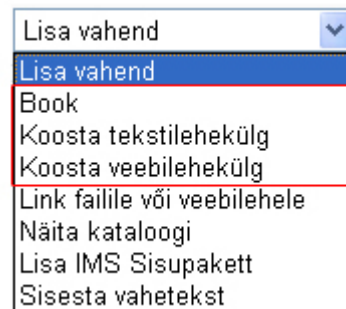 Lisa vahend
Lisa vahend
Book
Koosta tekstilehekülg
Koosta veebilehekülg
Link failile või veebilehele
Näita kataloogi
Lisa IMS Sisupakett
Sisesta vahetekst